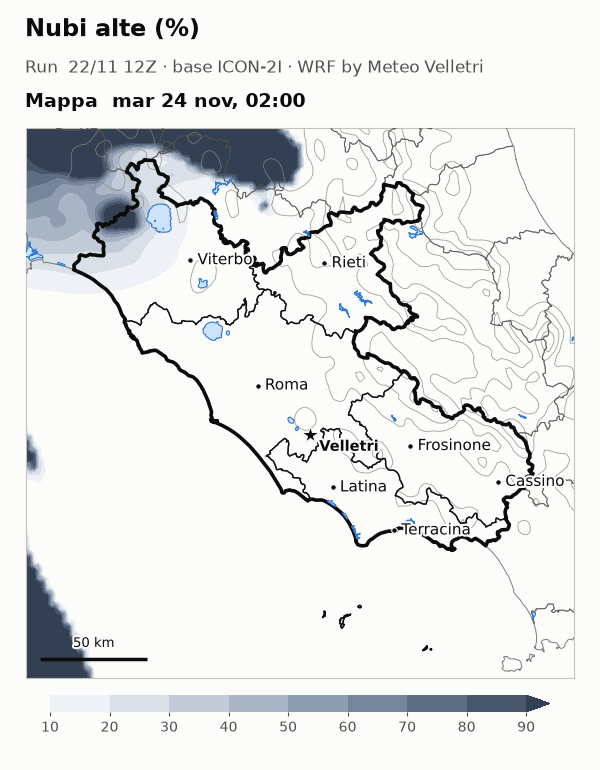 Nubi alte (%)
Run  22/11 12Z · base ICON-2I · WRF by Meteo Velletri
Mappa  mar 24 nov, 02:00
Viterbo
Rieti
Roma
Velletri
Frosinone
Latina
Cassino
Terracina
50 km
10 20 30 40 50 60 70 80 90